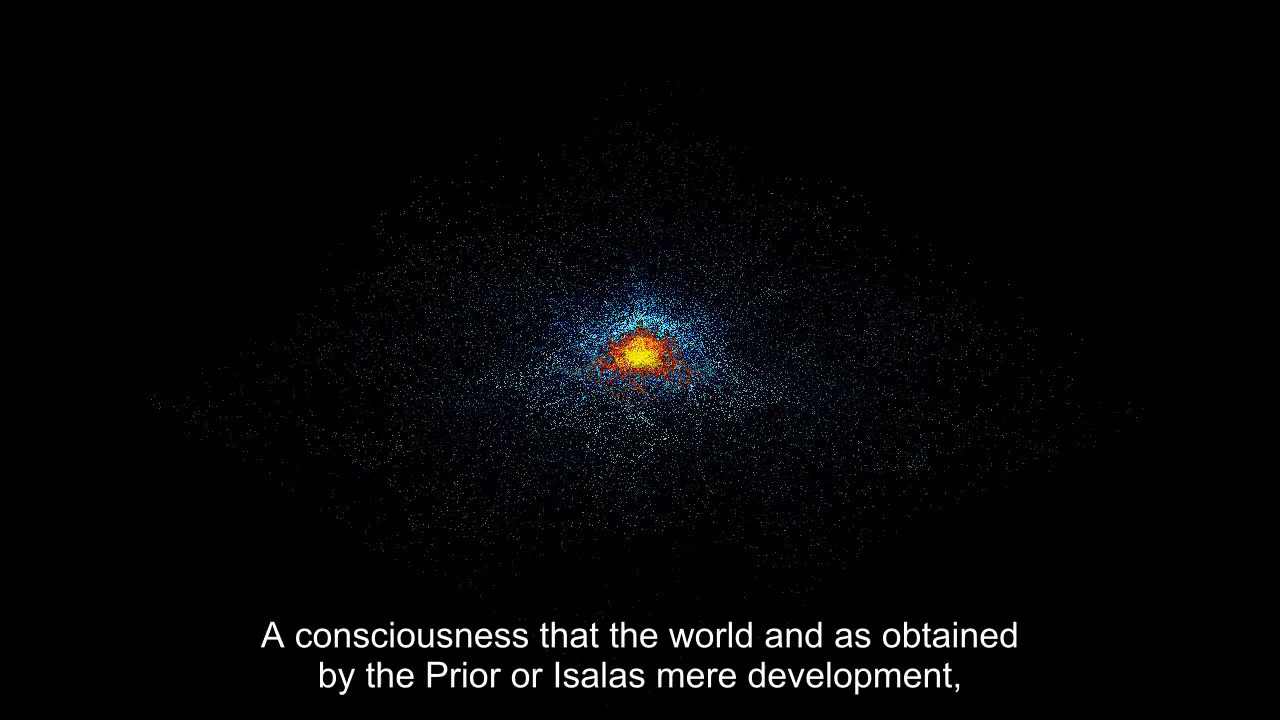 A consciousness that the world and as obtained
by the Prior or Isalas mere development,